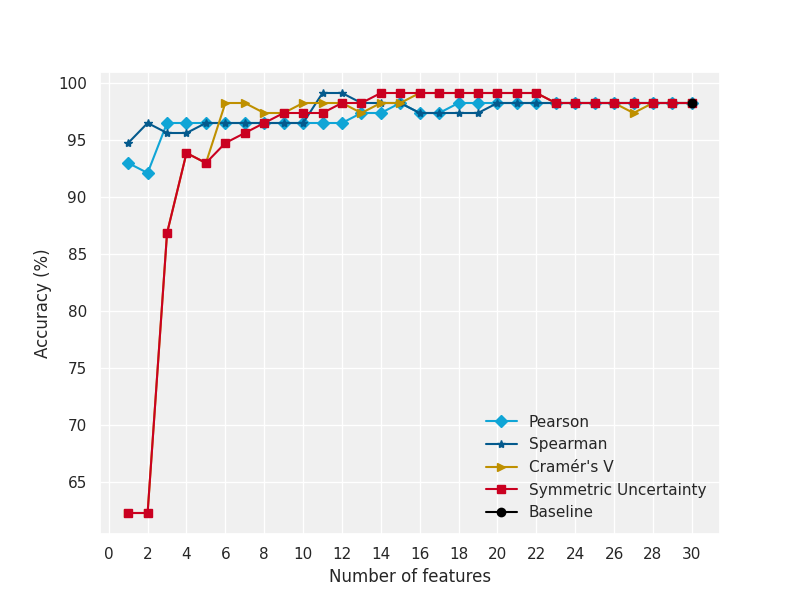 100
95
90
85
80
75
70
65
Accuracy (%)
Pearson
Spearman
Cramér's V
Symmetric Uncertainty
Baseline
0 2 4 6 8 10 12 14 16 18 20 22 24 26 28 30
Number of features